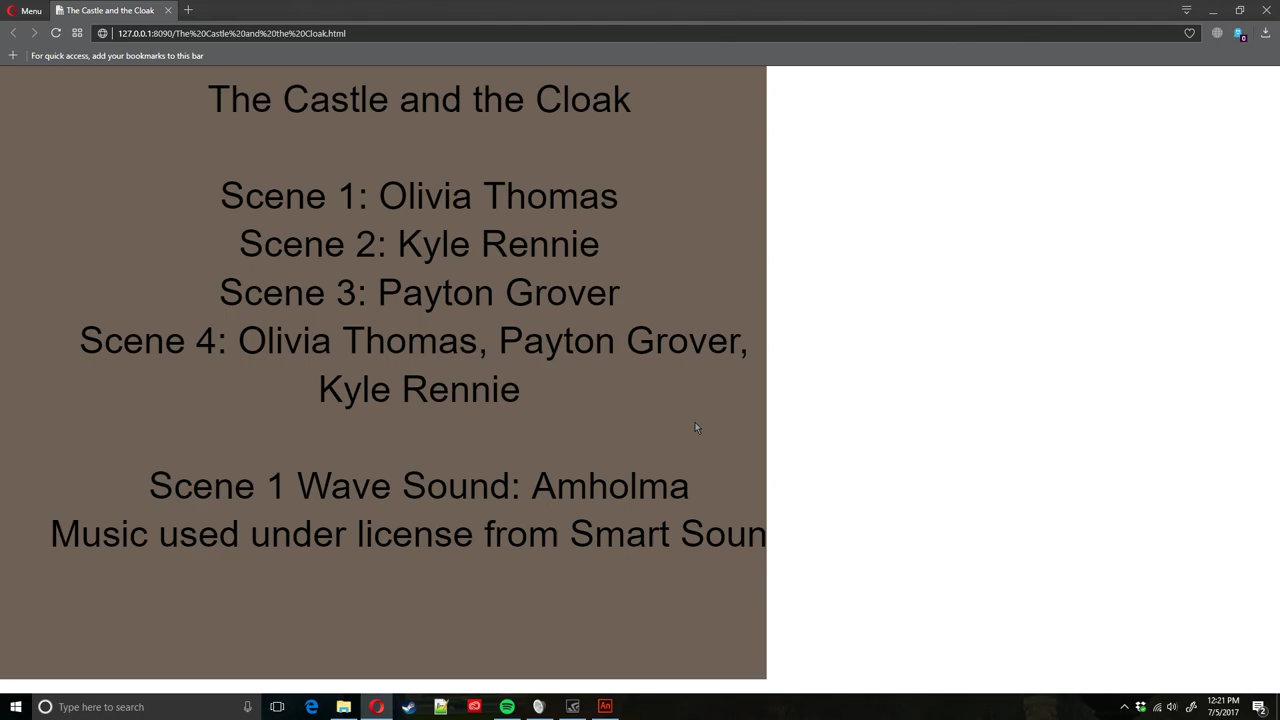 Menu
The Castle and the Cloak
127.0.0.1:8090/The%20Castle%20and%20the%20Cloak.html
For quick access, add your bookmarks to this bar
The Castle and the Cloak
Scene 1: Olivia Thomas
Scene 2: Kyle Rennie
Scene 3: Payton Grover
Scene 4: Olivia Thomas, Payton Grover,
Kyle Rennie
Scene 1 Wave Sound: Amholma
Music used under license from Smart Soun
Type here to search
An
12:21 PM
7/5/2017
2